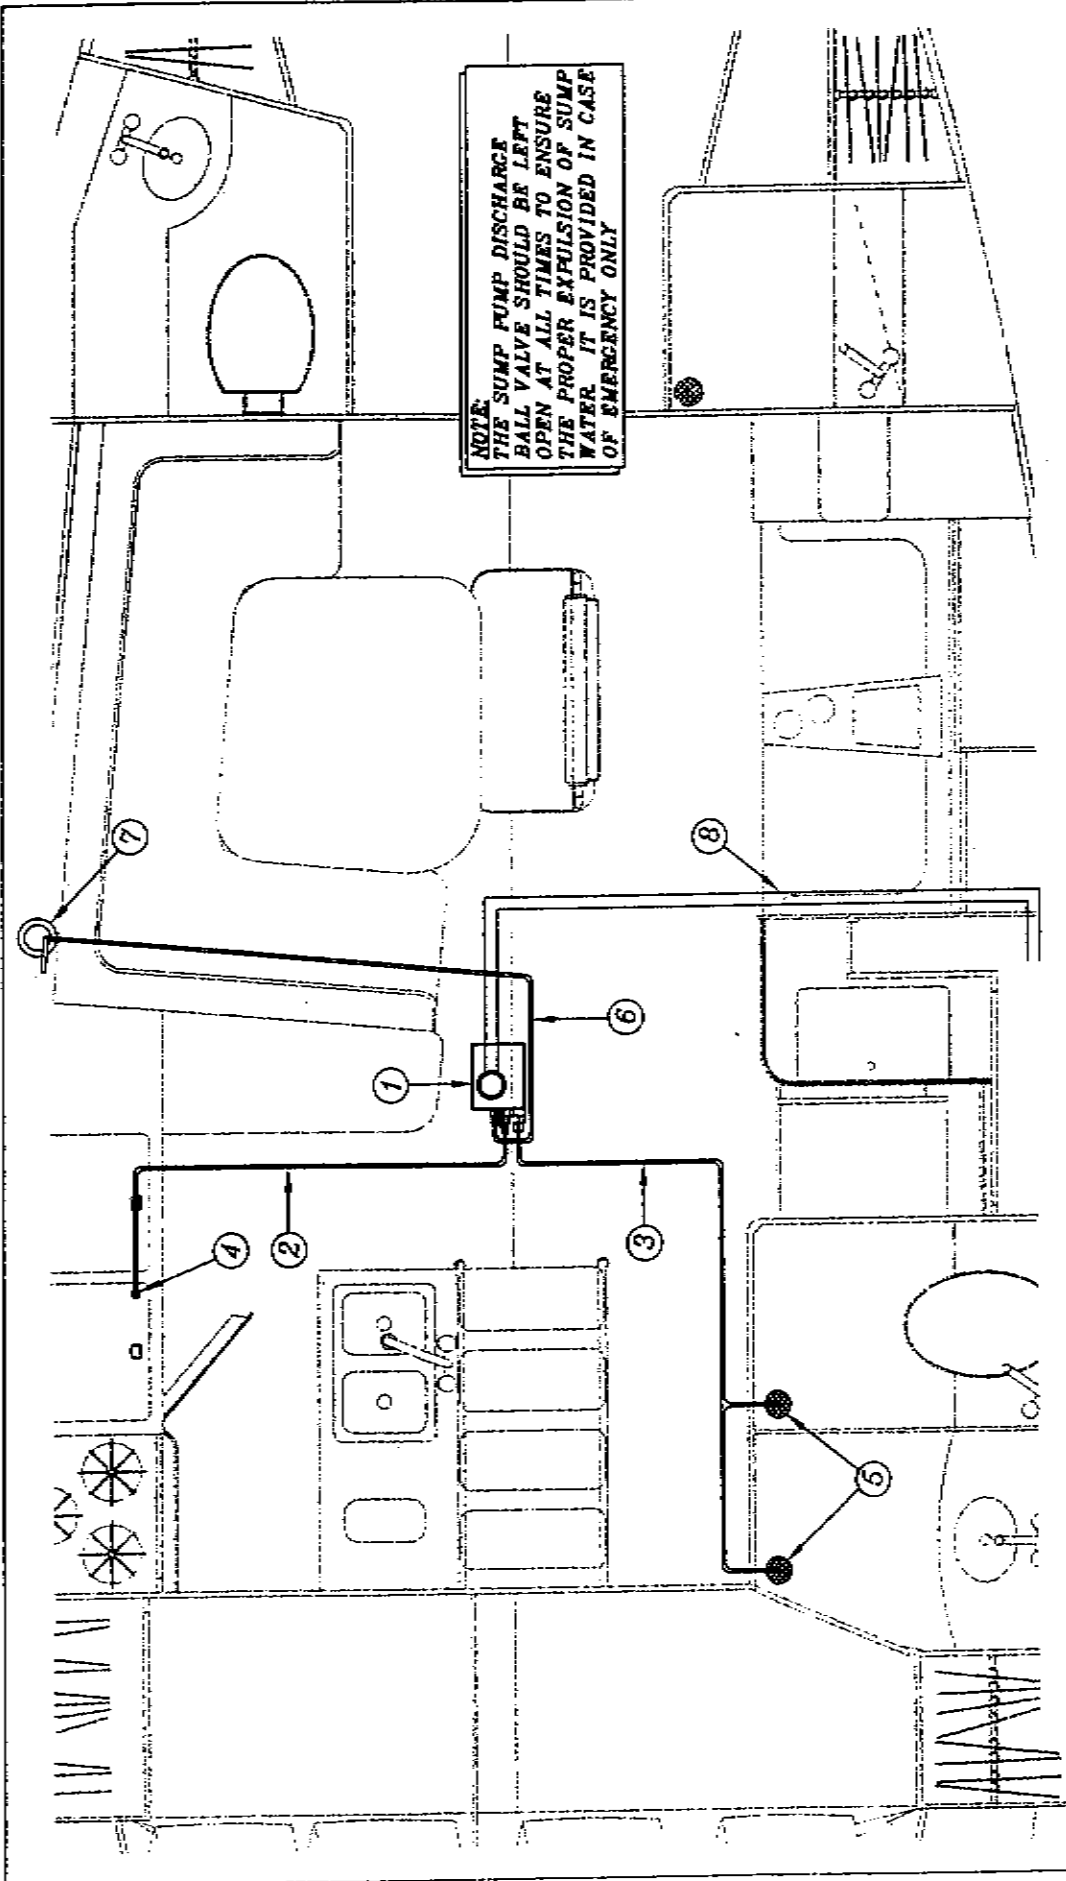 NOTE:
THE SUMP PUMP DISCHARGE
BALL VALVE SHOULD BE LEFT
OPEN AT ALL TIMES TO ENSURE
THE PROPER EXPULSION OF SUMP
WATER. IT IS PROVIDED IN CASE
OF EMERGENCY ONLY
7
8
6
1
4
2
3
5